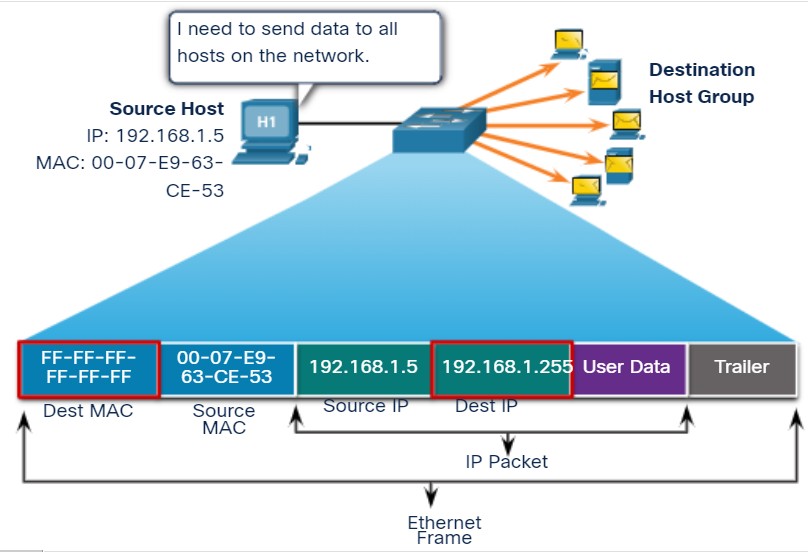 I need to send data to all
hosts on the network.
Destination
Host Group
Source Host
IP: 192.168.1.5
MAC: 00-07-E9-63-
CE-53
H1
FF-FF-FF-
FF-FF-FF
00-07-E9-
63-CE-53
192.168.1.5
192.168.1.255
User Data
Trailer
Dest MAC
Source
MAC
Source IP
Dest IP
IP Packet
Ethernet
Frame